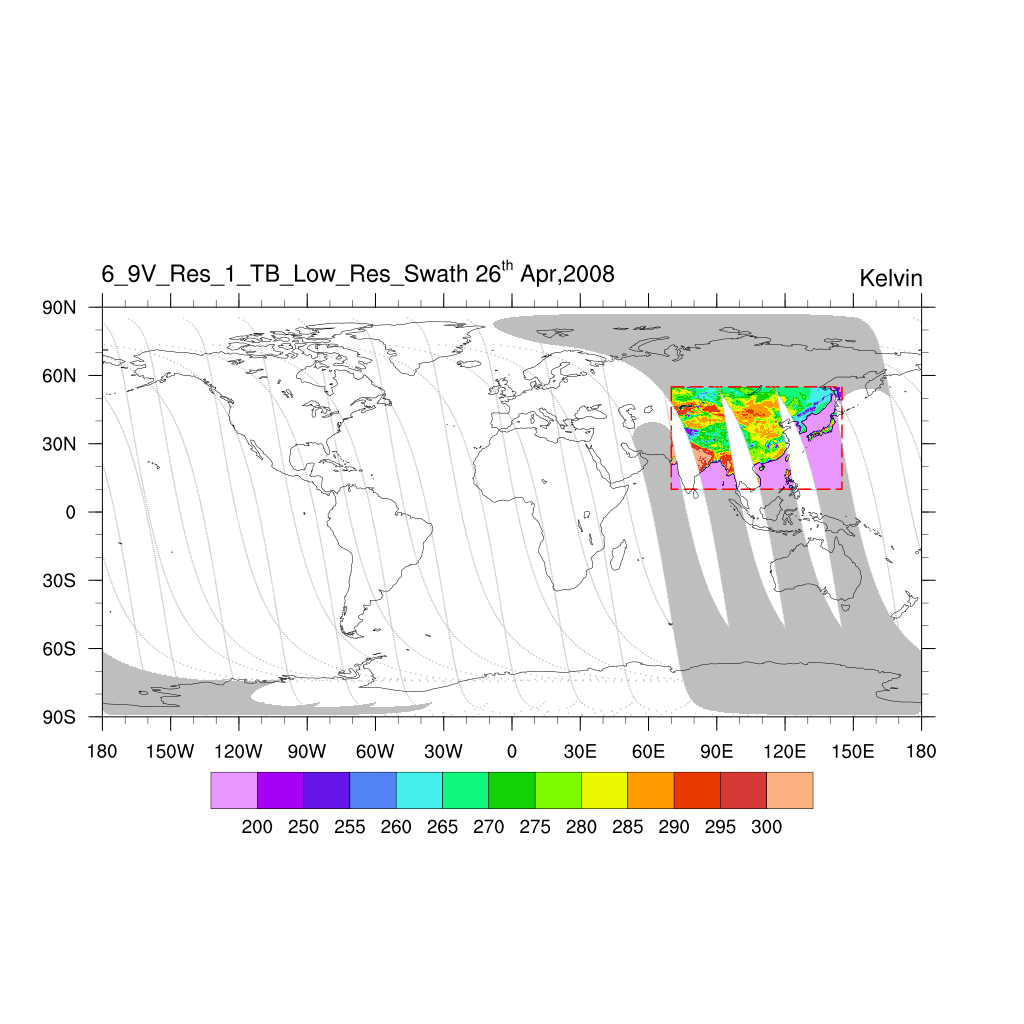 6_9V_Res_1_TB_Low_Res_Swath 26th Apr,2008
Kelvin
90N
60N
30N
0
30S
60S
90S
180 150W 120W 90W 60W 30W 0 30E 60E 90E 120E 150E 180
200 250 255 260 265 270 275 280 285 290 295 300